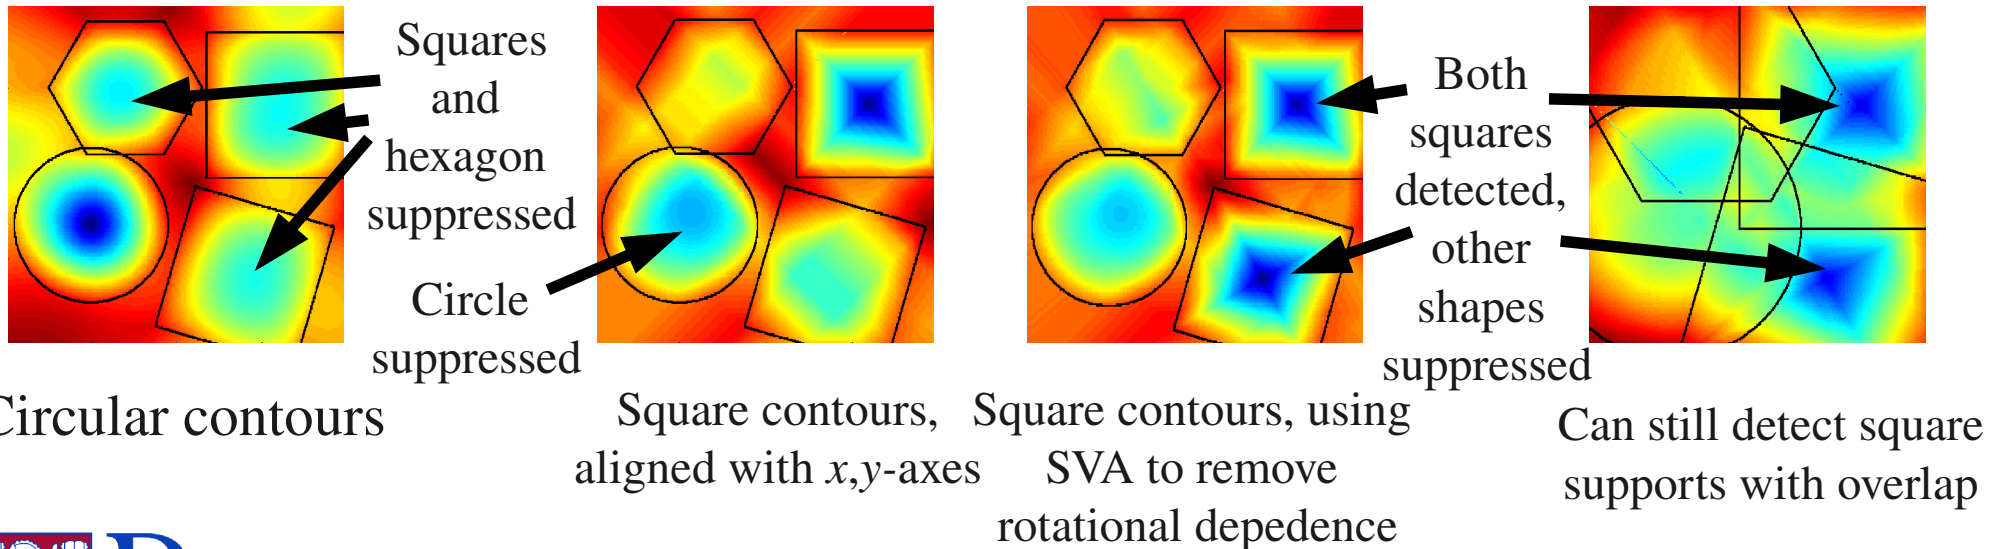 Squares
and
hexagon
suppressed
Circle
suppressed
Both
squares
detected,
other
shapes
suppressed
Circular contours
Square contours,
aligned with x,y-axes
Square contours, using
SVA to remove
rotational depedence
Can still detect square
supports with overlap